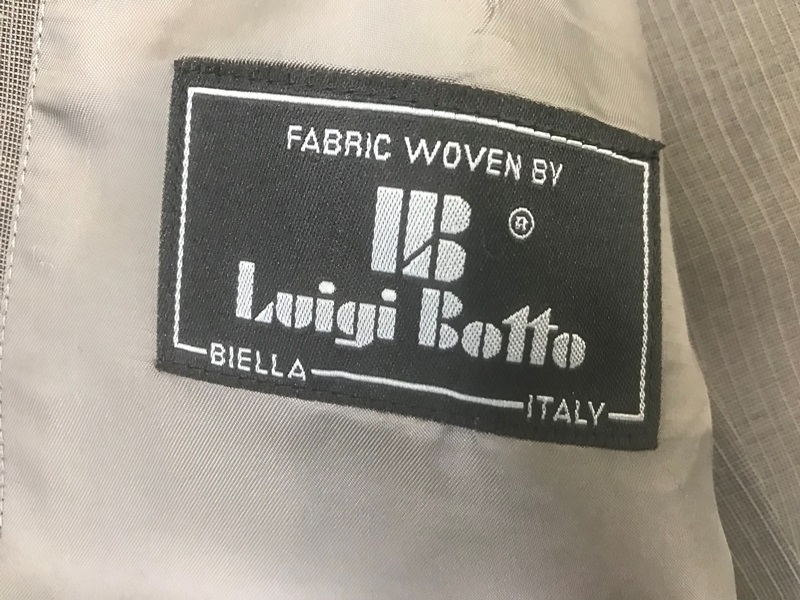 FABRIC WOVEN BY
LB ®
Luigi Botto
BIELLA
ITALY